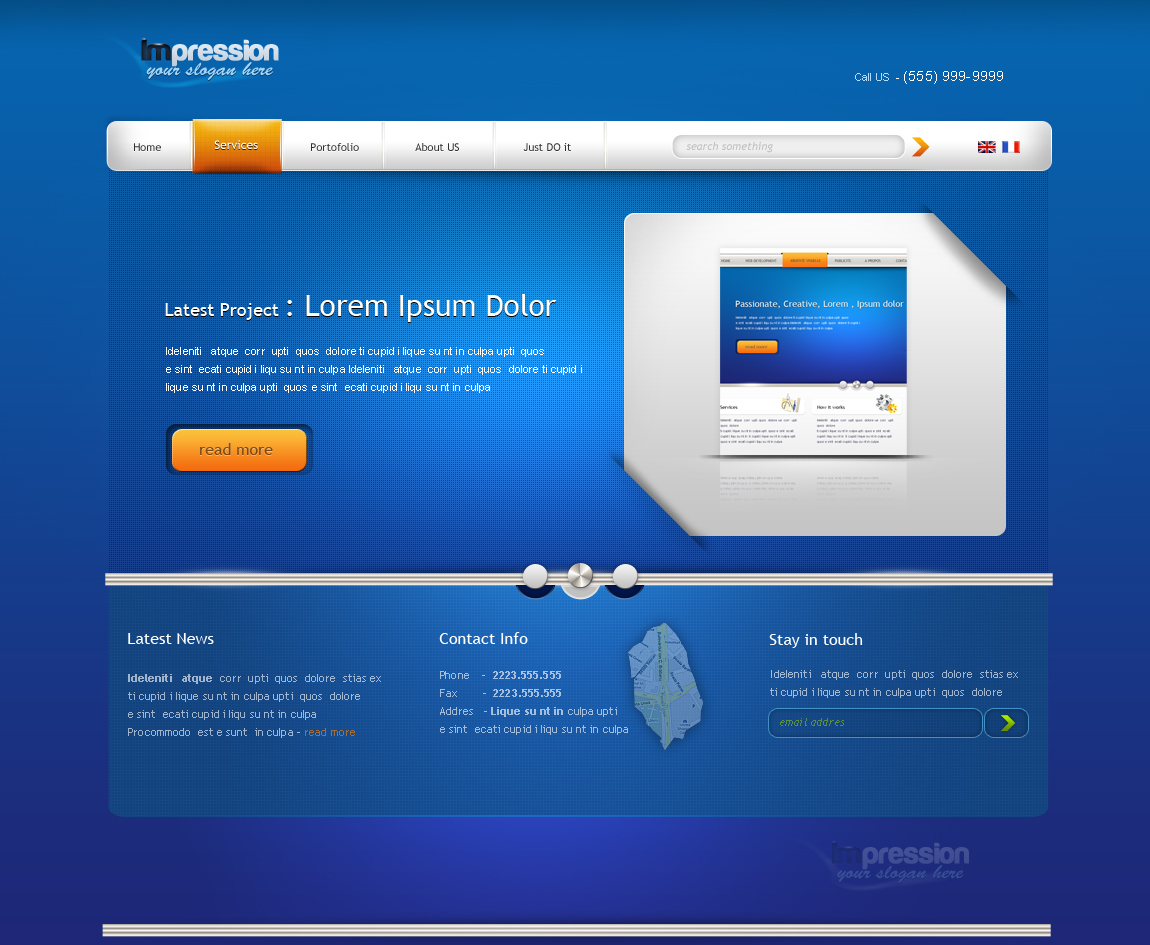 Impression
your slogan here
Call US - (555) 999-9999
Home Services Portofolio About US Just DO it search something
HOME WEB DEVELOPMENT PUBLICITE A PROPOS
Passionate, Creative, Lorem , Ipsum dolor
Latest Project : Lorem Ipsum Dolor
Ideleniti atque corr upti quos dolore ti cupid i lique su nt in culpa upti quos
e sint ecati cupid i liqu su nt in culpa Ideleniti atque corr upti quos dolore ti cupid i
lique su nt in culpa upti quos e sint ecati cupid i liqu su nt in culpa
read more
read more
Services How it works
Latest News
Ideleniti atque corr upti quos dolore stias ex
ti cupid i lique su nt in culpa upti quos dolore
e sint ecati cupid i liqu su nt in culpa
Procommodo est e sunt in culpa - read more
Contact Info
Phone - 2223.555.555
Fax - 2223.555.555
Addres - Lique su nt in culpa upti
e sint ecati cupid i liqu su nt in culpa
Stay in touch
Ideleniti atque corr upti quos dolore stias ex
ti cupid i lique su nt in culpa upti quos dolore
email addres
Impression
your slogan here